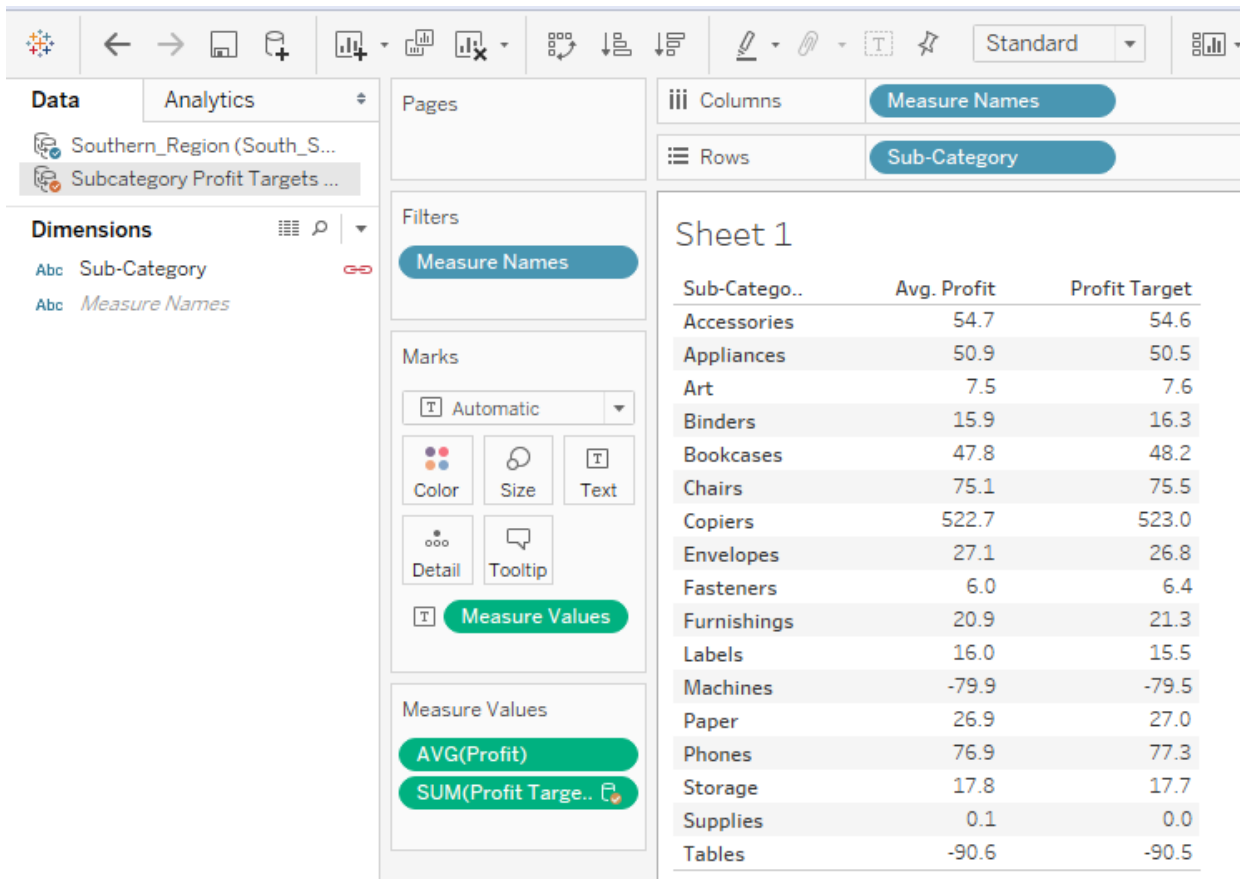 Standard
Data
Analytics
Southern_Region (South_S...
Subcategory Profit Targets ...
Dimensions
Abc Sub-Category
Abc Measure Names
Pages
Filters
Measure Names
Marks
T Automatic
Color Size Text
Detail Tooltip
T Measure Values
Measure Values
AVG(Profit)
SUM(Profit Targe..
iii Columns Measure Names
Rows Sub-Category
Sheet 1
Sub-Catego.. Avg. Profit Profit Target
Accessories 54.7 54.6
Appliances 50.9 50.5
Art 7.5 7.6
Binders 15.9 16.3
Bookcases 47.8 48.2
Chairs 75.1 75.5
Copiers 522.7 523.0
Envelopes 27.1 26.8
Fasteners 6.0 6.4
Furnishings 20.9 21.3
Labels 16.0 15.5
Machines -79.9 -79.5
Paper 26.9 27.0
Phones 76.9 77.3
Storage 17.8 17.7
Supplies 0.1 0.0
Tables -90.6 -90.5